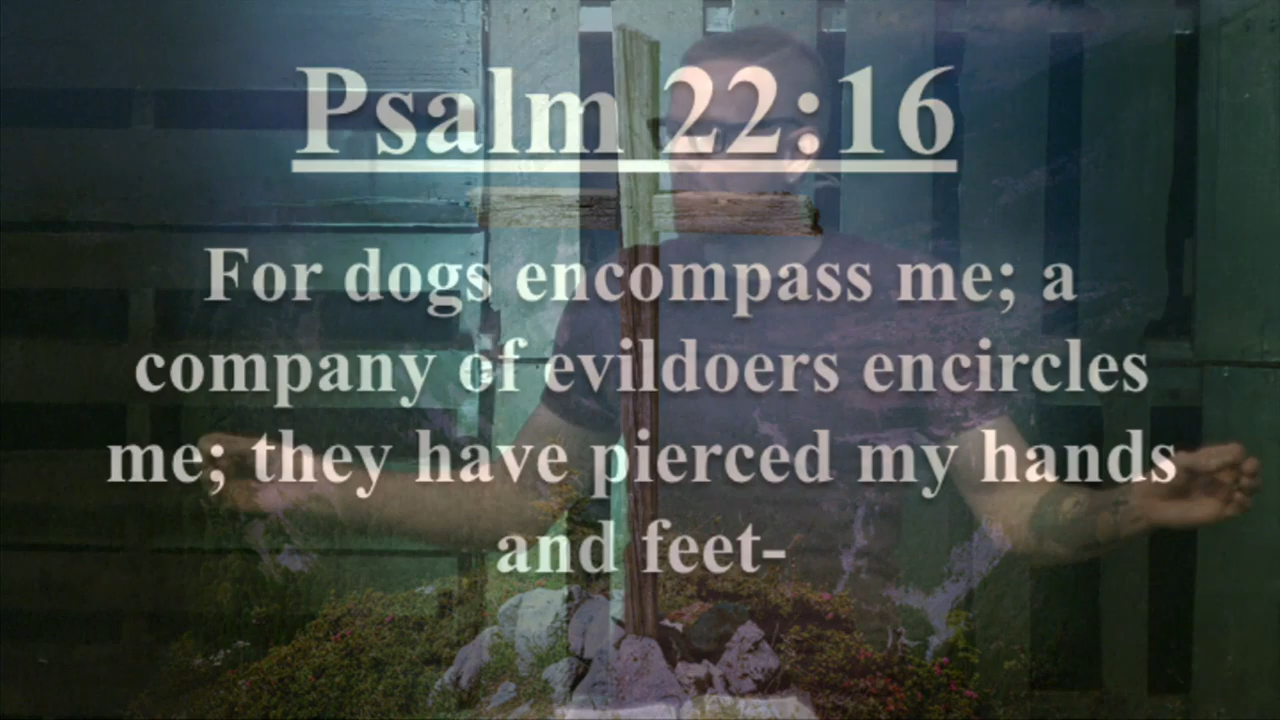 Psalm 22:16
For dogs encompass me; a
company of evildoers encircles
me; they have pierced my hands
and feet-